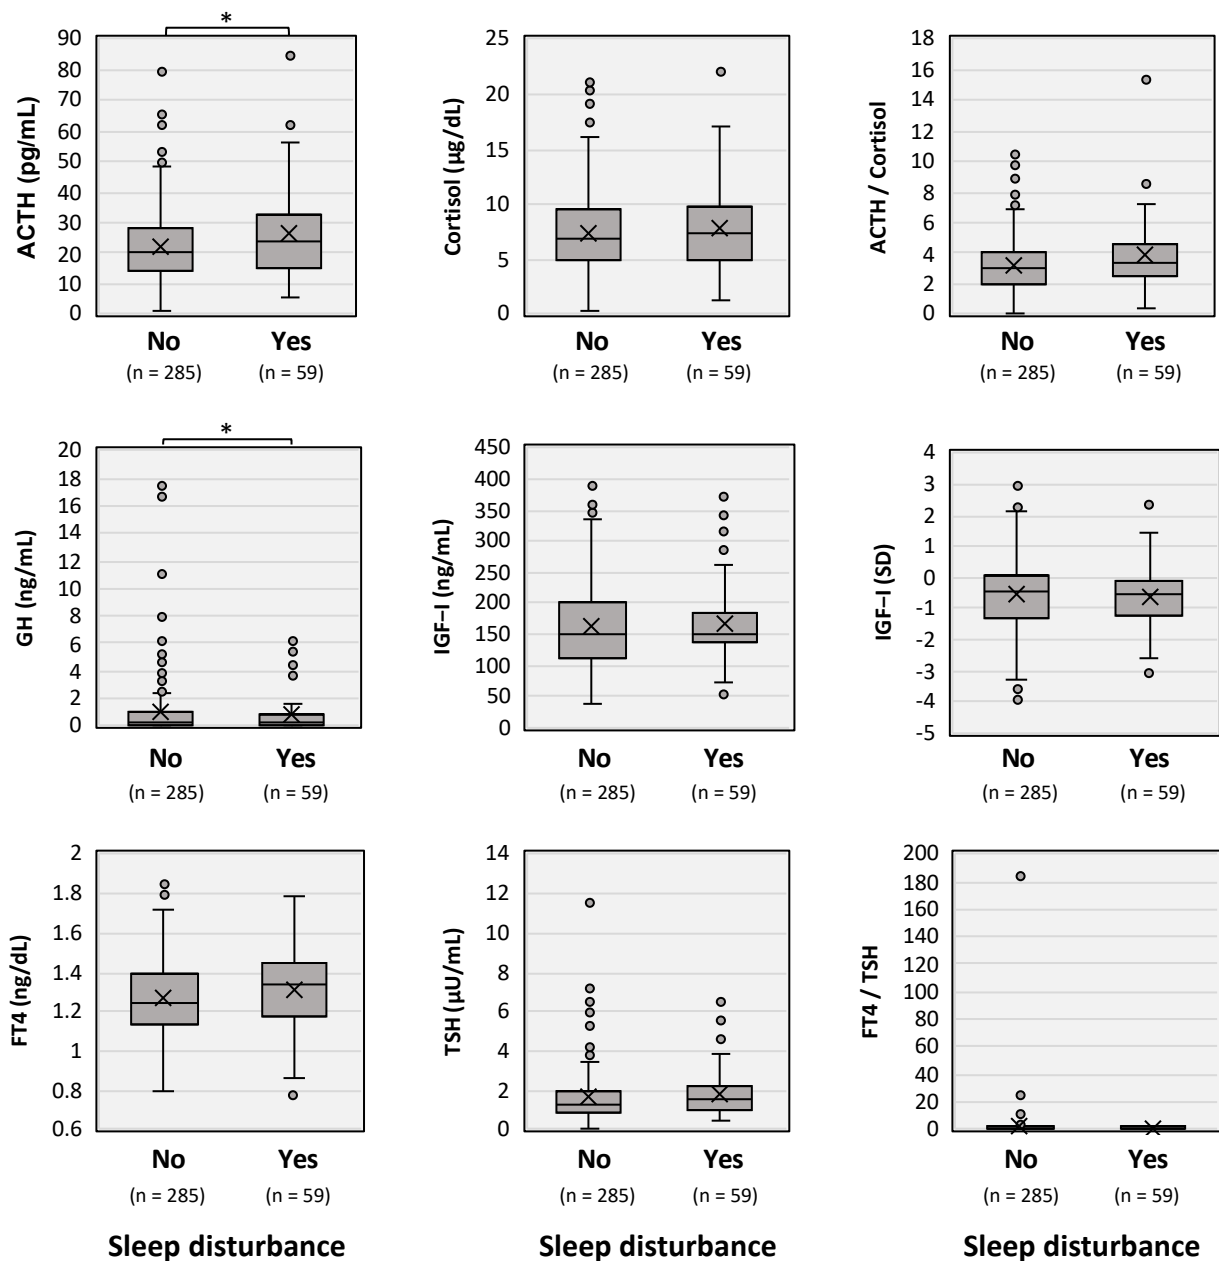 *
90
80
70
60
50
40
30
20
10
0
ACTH (pg/mL)
No
Yes
(n = 285)
(n = 59)
25
20
15
10
5
0
Cortisol (μg/dL)
No
Yes
(n = 285)
(n = 59)
18
16
14
12
10
8
6
4
2
0
ACTH / Cortisol
No
Yes
(n = 285)
(n = 59)
*
20
18
16
14
12
10
8
6
4
2
0
GH (ng/mL)
No
Yes
(n = 285)
(n = 59)
450
400
350
300
250
200
150
100
50
0
IGF–I (ng/mL)
No
Yes
(n = 285)
(n = 59)
4
3
2
1
0
-1
-2
-3
-4
-5
IGF–I (SD)
No
Yes
(n = 285)
(n = 59)
2
1.8
1.6
1.4
1.2
1
0.8
0.6
FT4 (ng/dL)
No
Yes
(n = 285)
(n = 59)
Sleep disturbance
14
12
10
8
6
4
2
0
TSH (μU/mL)
No
Yes
(n = 285)
(n = 59)
Sleep disturbance
200
180
160
140
120
100
80
60
40
20
0
FT4 / TSH
No
Yes
(n = 285)
(n = 59)
Sleep disturbance